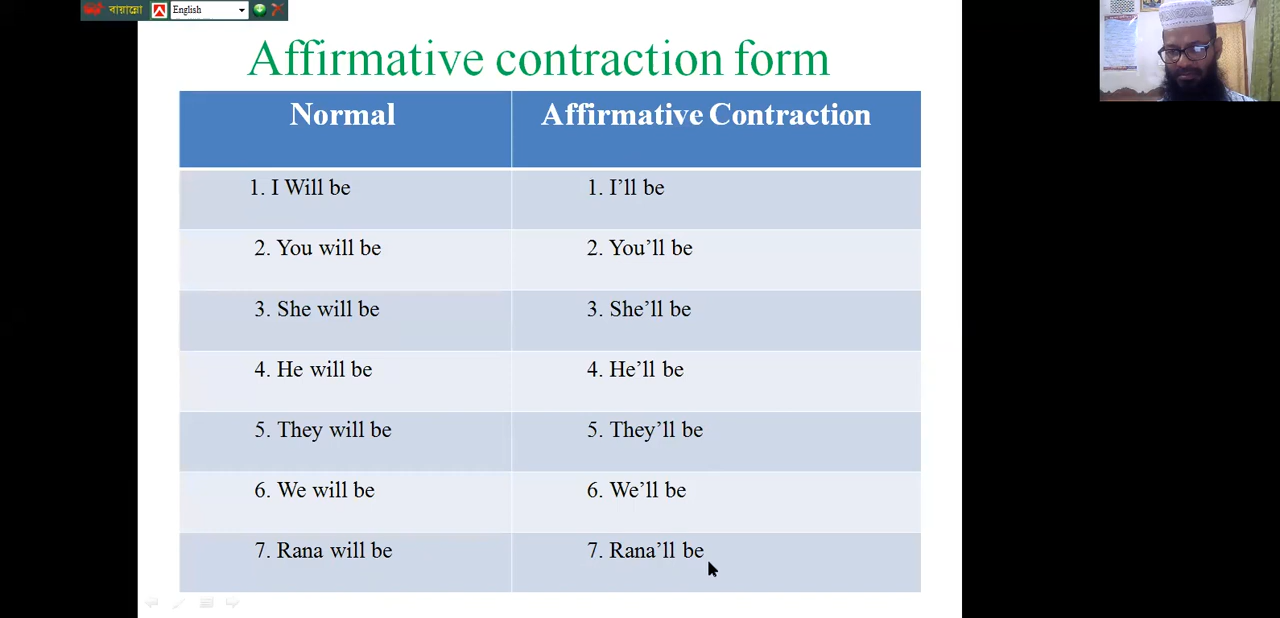 বায়ান্নো
English
Affirmative contraction form
Normal
Affirmative Contraction
1. I Will be
1. I’ll be
2. You will be
2. You’ll be
3. She will be
3. She’ll be
4. He will be
4. He’ll be
5. They will be
5. They’ll be
6. We will be
6. We’ll be
7. Rana will be
7. Rana’ll be